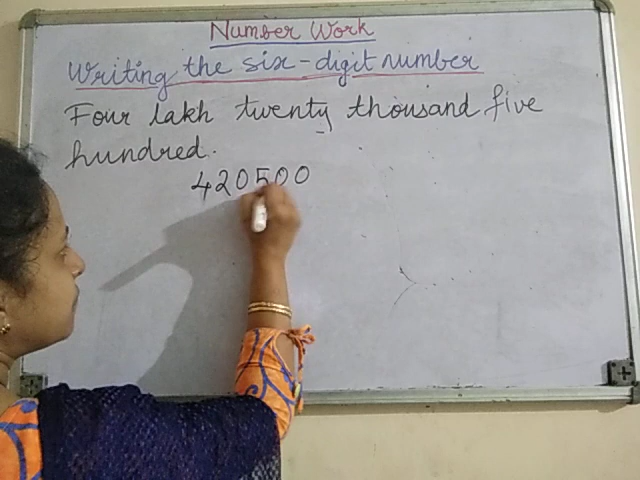 Number Work
Writing the six-digit number
Four lakh twenty thousand five
hundred.
420500